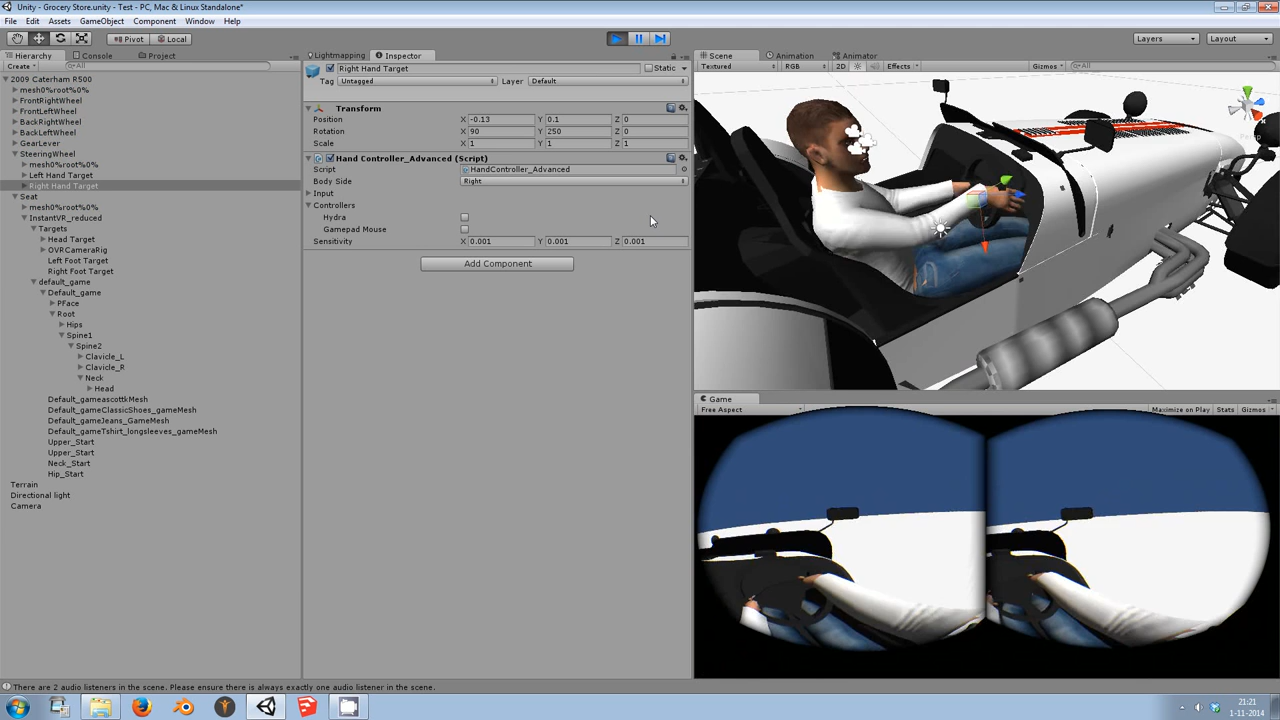 Unity - Grocery Store.unity - Test - PC, Mac & Linux Standalone*
File Edit Assets GameObject Component Window Help
Pivot Local Layers Layout
Hierarchy Console Project
Create All
2009 Caterham R500
mesh0%root%0%
FrontRightWheel
FrontLeftWheel
BackRightWheel
BackLeftWheel
GearLever
SteeringWheel
mesh0%root%0%
Left Hand Target
Right Hand Target
Seat
mesh0%root%0%
InstantVR_reduced
Targets
Head Target
OVRCameraRig
Left Foot Target
Right Foot Target
default_game
Default_game
PFace
Root
Hips
Spine1
Spine2
Clavicle_L
Clavicle_R
Neck
Head
Default_gameascottkMesh
Default_gameClassicShoes_gameMesh
Default_gameJeans_GameMesh
Default_gameTshirt_longsleeves_gameMesh
Upper_Start
Upper_Start
Neck_Start
Hip_Start
Terrain
Directional light
Camera
Lightmapping Inspector
Right Hand Target Static
Tag Untagged Layer Default
Transform
Position X -0.13 Y 0.1 Z 0
Rotation X 90 Y 250 Z 0
Scale X 1 Y 1 Z 1
Hand Controller_Advanced (Script)
Script HandController_Advanced
Body Side Right
Input
Controllers
Hydra
Gamepad Mouse
Sensitivity X 0.001 Y 0.001 Z 0.001
Add Component
Scene Animation Animator
Textured RGB 2D Effects Gizmos All
Persp
Game
Free Aspect Maximize on Play Stats Gizmos
There are 2 audio listeners in the scene. Please ensure there is always exactly one audio listener in the scene.
21:21
1-11-2014